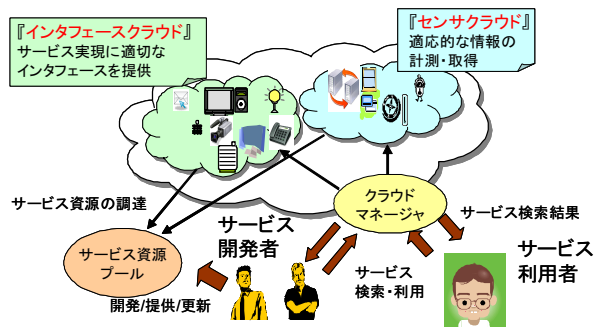 『インタフェースクラウド』
サービス実現に適切な
インタフェースを提供
『センサクラウド』
適応的な情報の
計測・取得
サービス資源の調達
クラウド
マネージャ
サービス検索結果
サービス
開発者
サービス
利用者
サービス資源
プール
サービス
検索・利用
開発/提供/更新